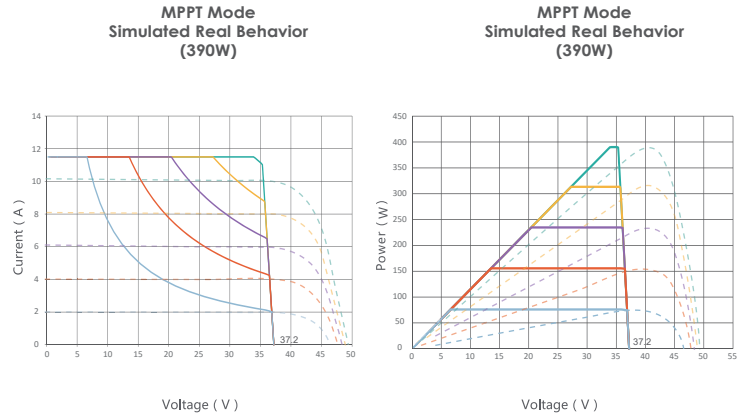 MPPT Mode
Simulated Real Behavior
(390W)
14
12
10
8
6
4
2
0
Current ( A )
37.2
0 5 10 15 20 25 30 35 40 45 50
Voltage ( V )
MPPT Mode
Simulated Real Behavior
(390W)
450
400
350
300
250
200
150
100
50
0
Power ( W )
37.2
0 5 10 15 20 25 30 35 40 45 50 55
Voltage ( V )